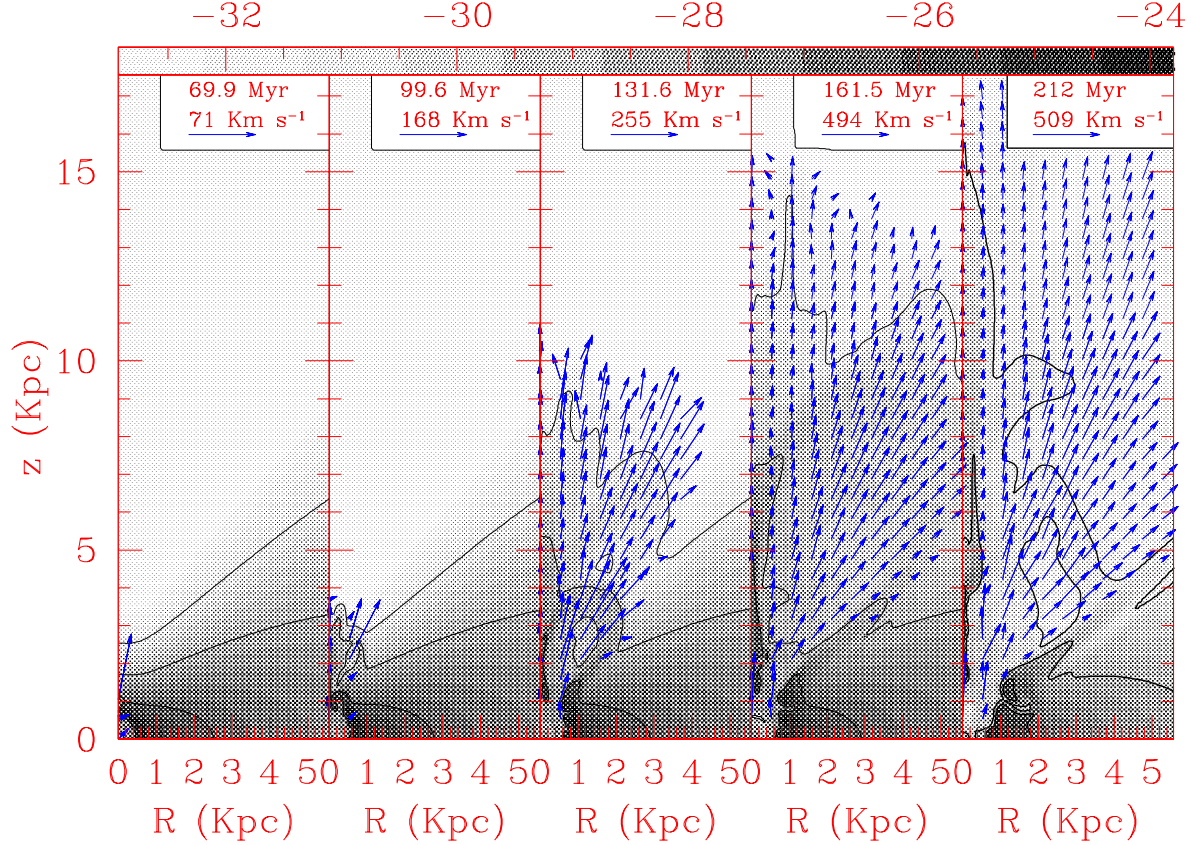 −32 −30 −28 −26 −24
69.9 Myr 99.6 Myr 131.6 Myr 161.5 Myr 212 Myr
71 Km s⁻¹ 168 Km s⁻¹ 255 Km s⁻¹ 494 Km s⁻¹ 509 Km s⁻¹
15
10
z (Kpc)
5
0
0 1 2 3 4 50 1 2 3 4 50 1 2 3 4 50 1 2 3 4 50 1 2 3 4 5
R (Kpc) R (Kpc) R (Kpc) R (Kpc) R (Kpc)